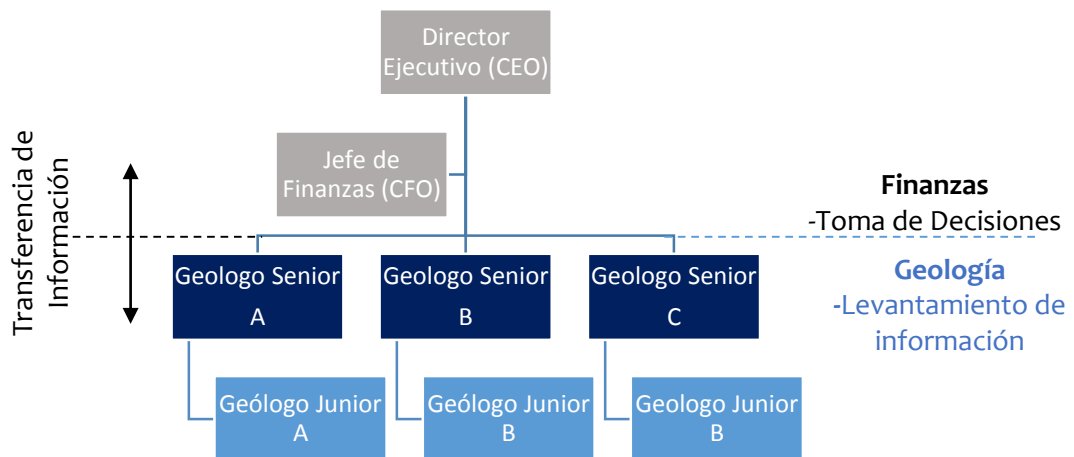 Director
Ejecutivo (CEO)
Jefe de
Finanzas (CFO)
Transferencia de
Información
Finanzas
-Toma de Decisiones
Geología
-Levantamiento de
información
Geologo Senior
A
Geologo Senior
B
Geologo Senior
C
Geólogo Junior
A
Geólogo Junior
B
Geologo Junior
B